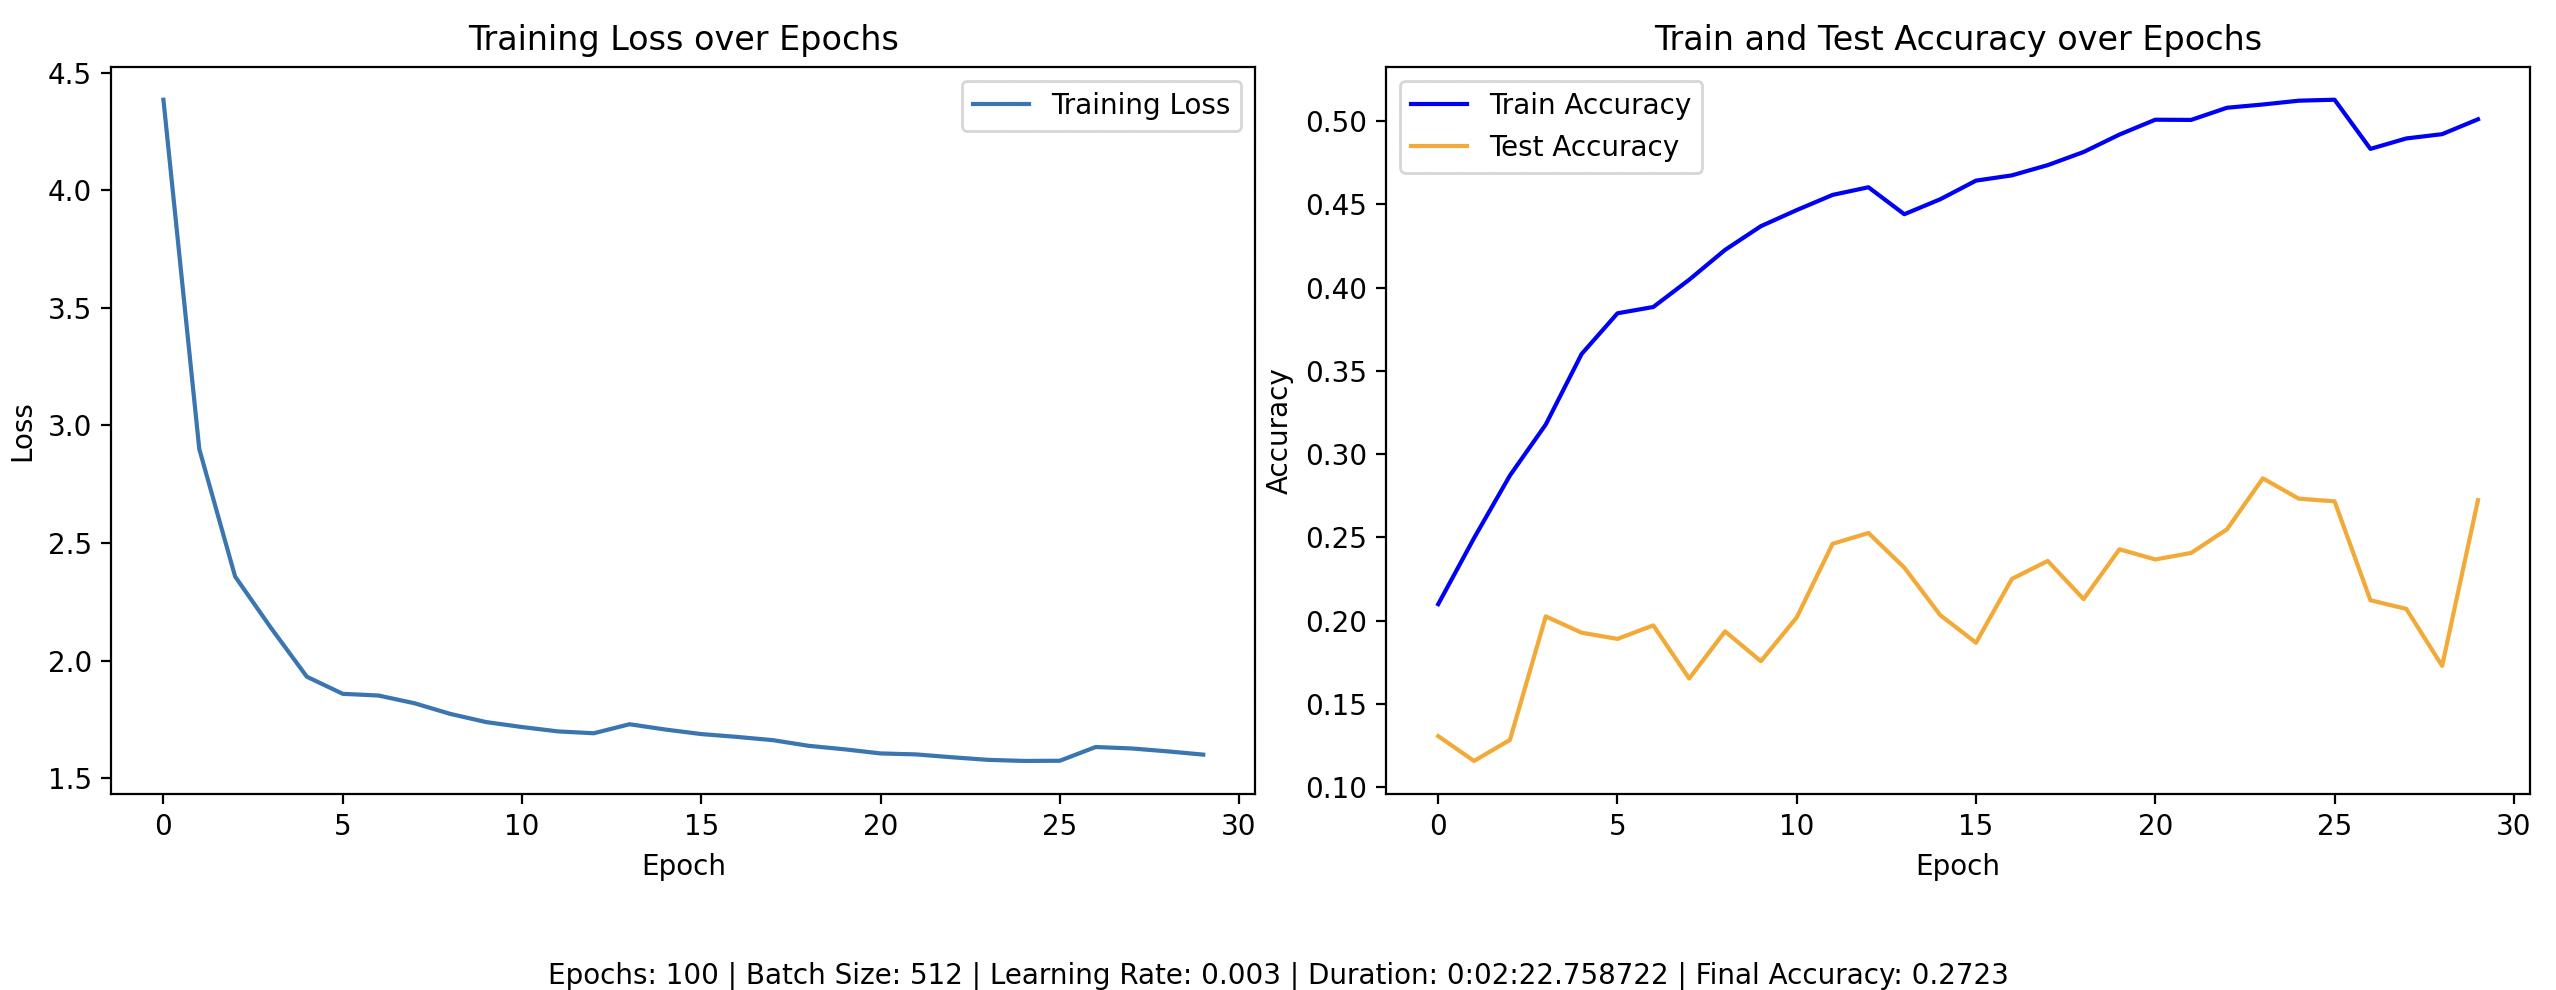 Training Loss over Epochs
Training Loss
4.5
4.0
3.5
3.0
2.5
2.0
1.5
Loss
0 5 10 15 20 25 30
Epoch
Train and Test Accuracy over Epochs
Train Accuracy
Test Accuracy
0.50
0.45
0.40
0.35
0.30
0.25
0.20
0.15
0.10
Accuracy
0 5 10 15 20 25 30
Epoch
Epochs: 100 | Batch Size: 512 | Learning Rate: 0.003 | Duration: 0:02:22.758722 | Final Accuracy: 0.2723